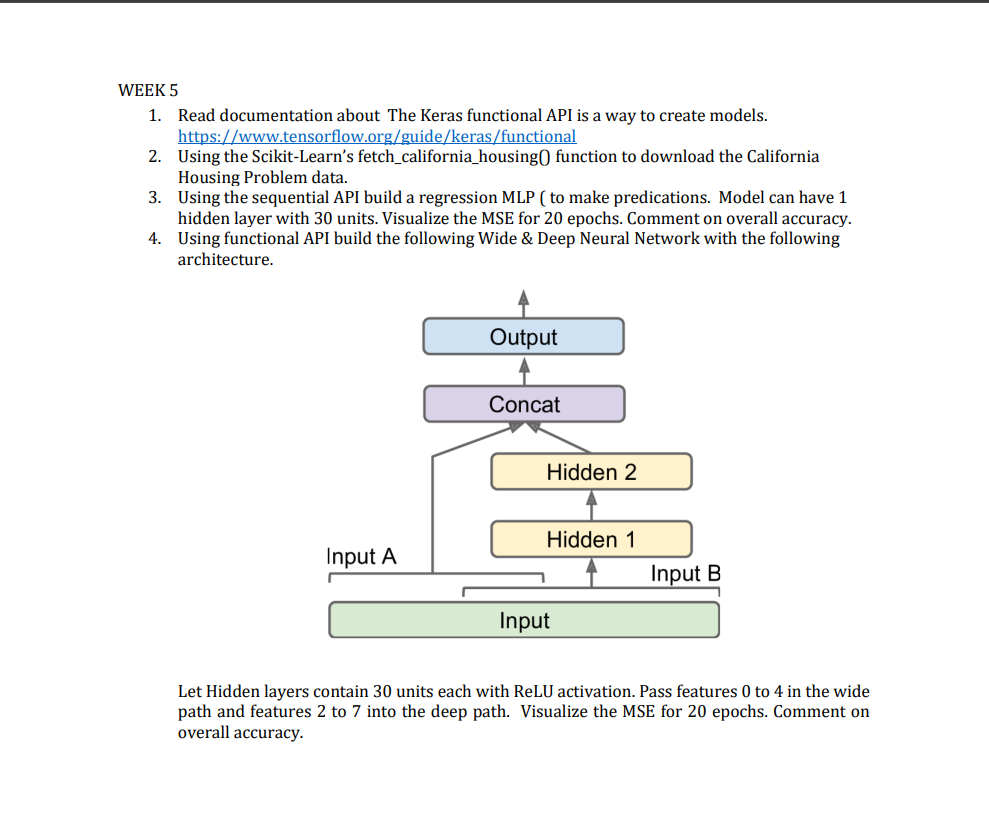 WEEK 5
1. Read documentation about The Keras functional API is a way to create models.
https://www.tensorflow.org/guide/keras/functional
2. Using the Scikit-Learn’s fetch_california_housing() function to download the California
Housing Problem data.
3. Using the sequential API build a regression MLP ( to make predications. Model can have 1
hidden layer with 30 units. Visualize the MSE for 20 epochs. Comment on overall accuracy.
4. Using functional API build the following Wide & Deep Neural Network with the following
architecture.
Output
Concat
Hidden 2
Hidden 1
Input A
Input B
Input
Let Hidden layers contain 30 units each with ReLU activation. Pass features 0 to 4 in the wide
path and features 2 to 7 into the deep path. Visualize the MSE for 20 epochs. Comment on
overall accuracy.